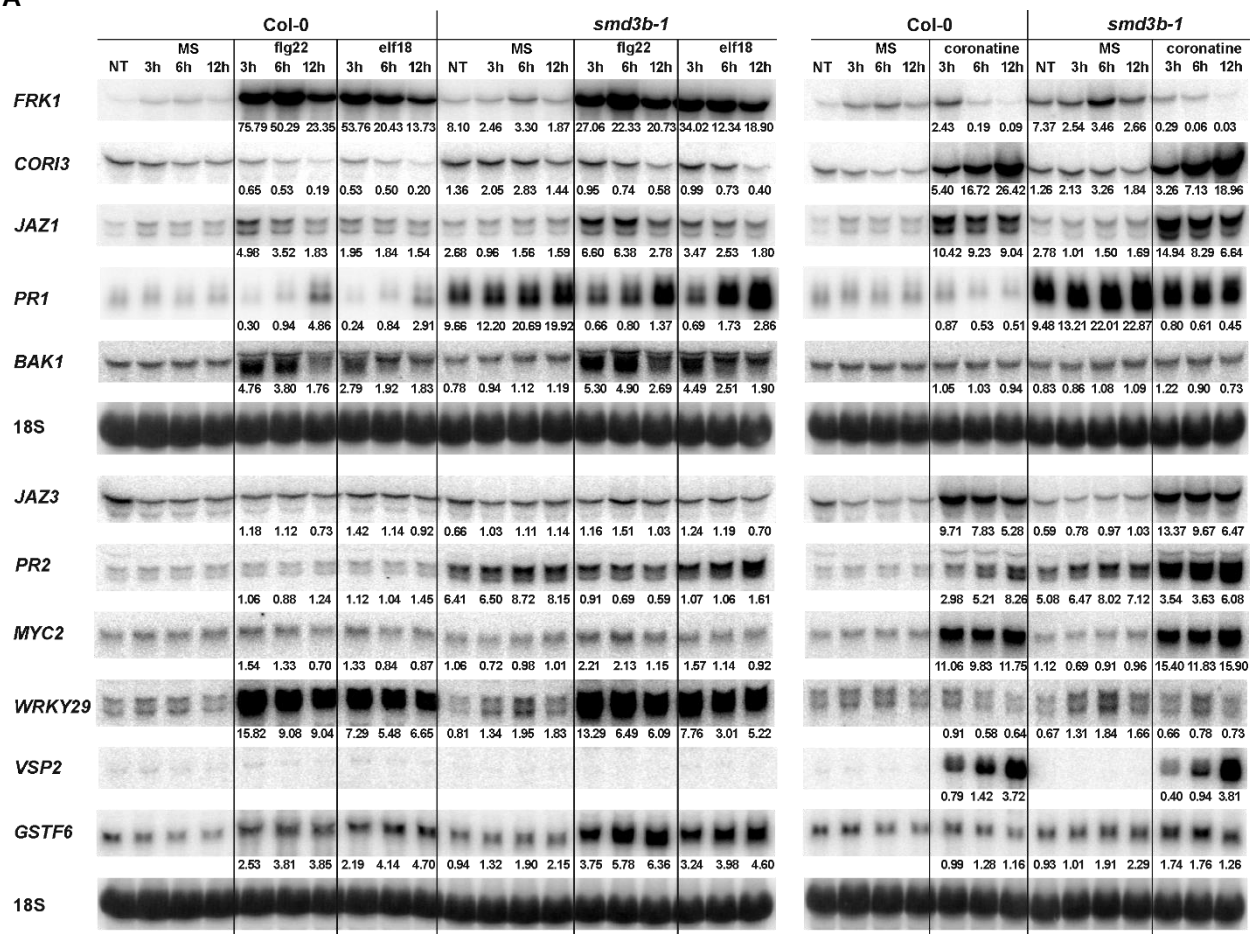 A
Col-0 smd3b-1 Col-0 smd3b-1
MS flg22 elf18 MS flg22 elf18 MS coronatine MS coronatine
NT 3h 6h 12h 3h 6h 12h 3h 6h 12h NT 3h 6h 12h 3h 6h 12h 3h 6h 12h NT 3h 6h 12h 3h 6h 12h NT 3h 6h 12h 3h 6h 12h
FRK1
75.79 50.29 23.35 53.76 20.43 13.73 8.10 2.46 3.30 1.87 27.06 22.33 20.73 34.02 12.34 18.90 2.43 0.19 0.09 7.37 2.54 3.46 2.66 0.29 0.06 0.03
CORI3
0.65 0.53 0.19 0.53 0.50 0.20 1.36 2.05 2.83 1.44 0.95 0.74 0.58 0.99 0.73 0.40 5.40 16.72 26.42 1.26 2.13 3.26 1.84 3.26 7.13 18.96
JAZ1
4.98 3.52 1.83 1.95 1.84 1.54 2.68 0.96 1.56 1.59 6.60 6.38 2.78 3.47 2.53 1.80 10.42 9.23 9.04 2.78 1.01 1.50 1.69 14.94 8.29 6.64
PR1
0.30 0.94 4.86 0.24 0.84 2.91 9.66 12.20 20.69 19.92 0.66 0.80 1.37 0.69 1.73 2.86 0.87 0.53 0.51 9.48 13.21 22.01 22.87 0.80 0.61 0.45
BAK1
4.76 3.80 1.76 2.79 1.92 1.83 0.78 0.94 1.12 1.19 5.30 4.90 2.69 4.49 2.51 1.90 1.05 1.03 0.94 0.83 0.86 1.08 1.09 1.22 0.90 0.73
18S
JAZ3
1.18 1.12 0.73 1.42 1.14 0.92 0.66 1.03 1.11 1.14 1.16 1.51 1.03 1.24 1.19 0.70 9.71 7.83 5.28 0.59 0.78 0.97 1.03 13.37 9.67 6.47
PR2
1.06 0.88 1.24 1.12 1.04 1.45 6.41 6.50 8.72 8.15 0.91 0.69 0.59 1.07 1.06 1.61 2.98 5.21 8.26 5.08 6.47 8.02 7.12 3.54 3.63 6.08
MYC2
1.54 1.33 0.70 1.33 0.84 0.87 1.06 0.72 0.98 1.01 2.21 2.13 1.15 1.57 1.14 0.92 11.06 9.83 11.75 1.12 0.69 0.91 0.96 15.40 11.83 15.90
WRKY29
15.82 9.08 9.04 7.29 5.48 6.65 0.81 1.34 1.95 1.83 13.29 6.49 6.09 7.76 3.01 5.22 0.91 0.58 0.64 0.67 1.31 1.84 1.66 0.66 0.78 0.73
VSP2
0.79 1.42 3.72 0.40 0.94 3.81
GSTF6
2.53 3.81 3.85 2.19 4.14 4.70 0.94 1.32 1.90 2.15 3.75 5.78 6.36 3.24 3.98 4.60 0.99 1.28 1.16 0.93 1.01 1.91 2.29 1.74 1.76 1.26
18S